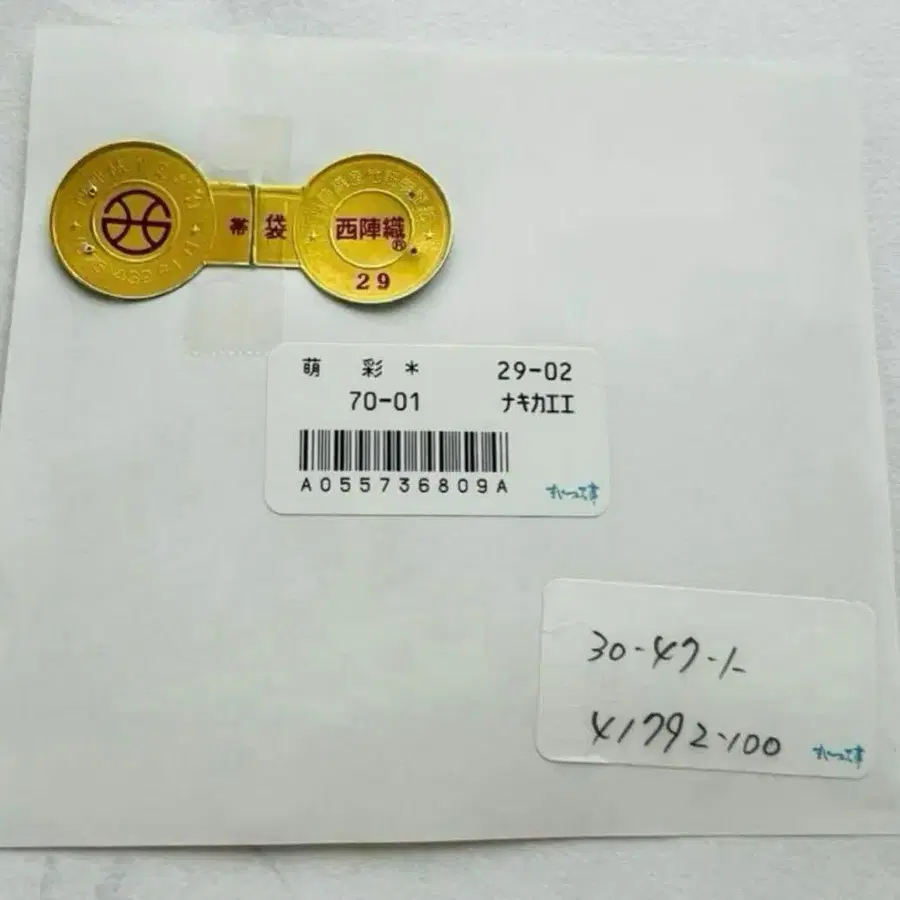 帯 袋
西陣織®
29
萌 彩 * 29-02
70-01 ナキカエエ
A055736809A
30-47-1-
41792-100